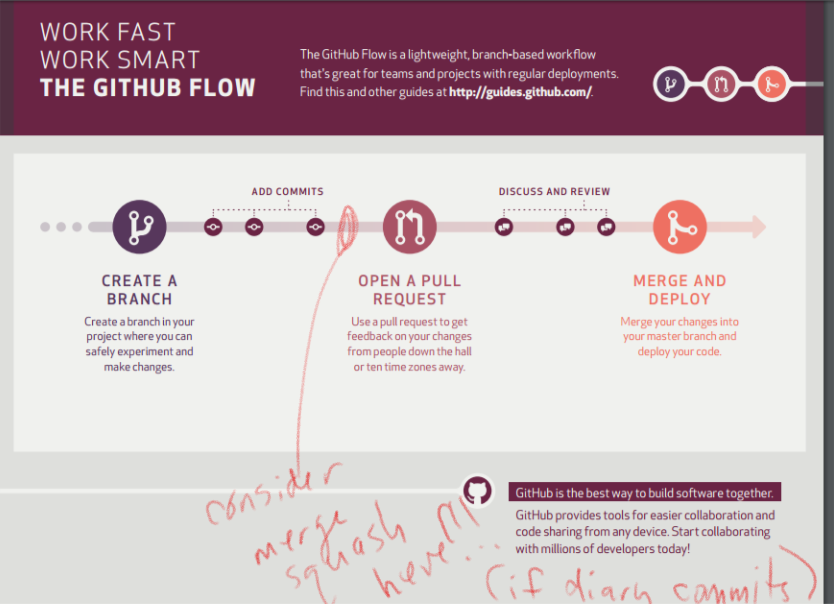 WORK FAST
WORK SMART
THE GITHUB FLOW
The GitHub Flow is a lightweight, branch-based workflow
that's great for teams and projects with regular deployments.
Find this and other guides at http://guides.github.com/.
ADD COMMITS
DISCUSS AND REVIEW
CREATE A
BRANCH
Create a branch in your
project where you can
safely experiment and
make changes.
OPEN A PULL
REQUEST
Use a pull request to get
feedback on your changes
from people down the hall
or ten time zones away.
MERGE AND
DEPLOY
Merge your changes into
your master branch and
deploy your code.
GitHub is the best way to build software together.
GitHub provides tools for easier collaboration and
code sharing from any device. Start collaborating
with millions of developers today!
consider
merge
squash
here...
(if diary commits)